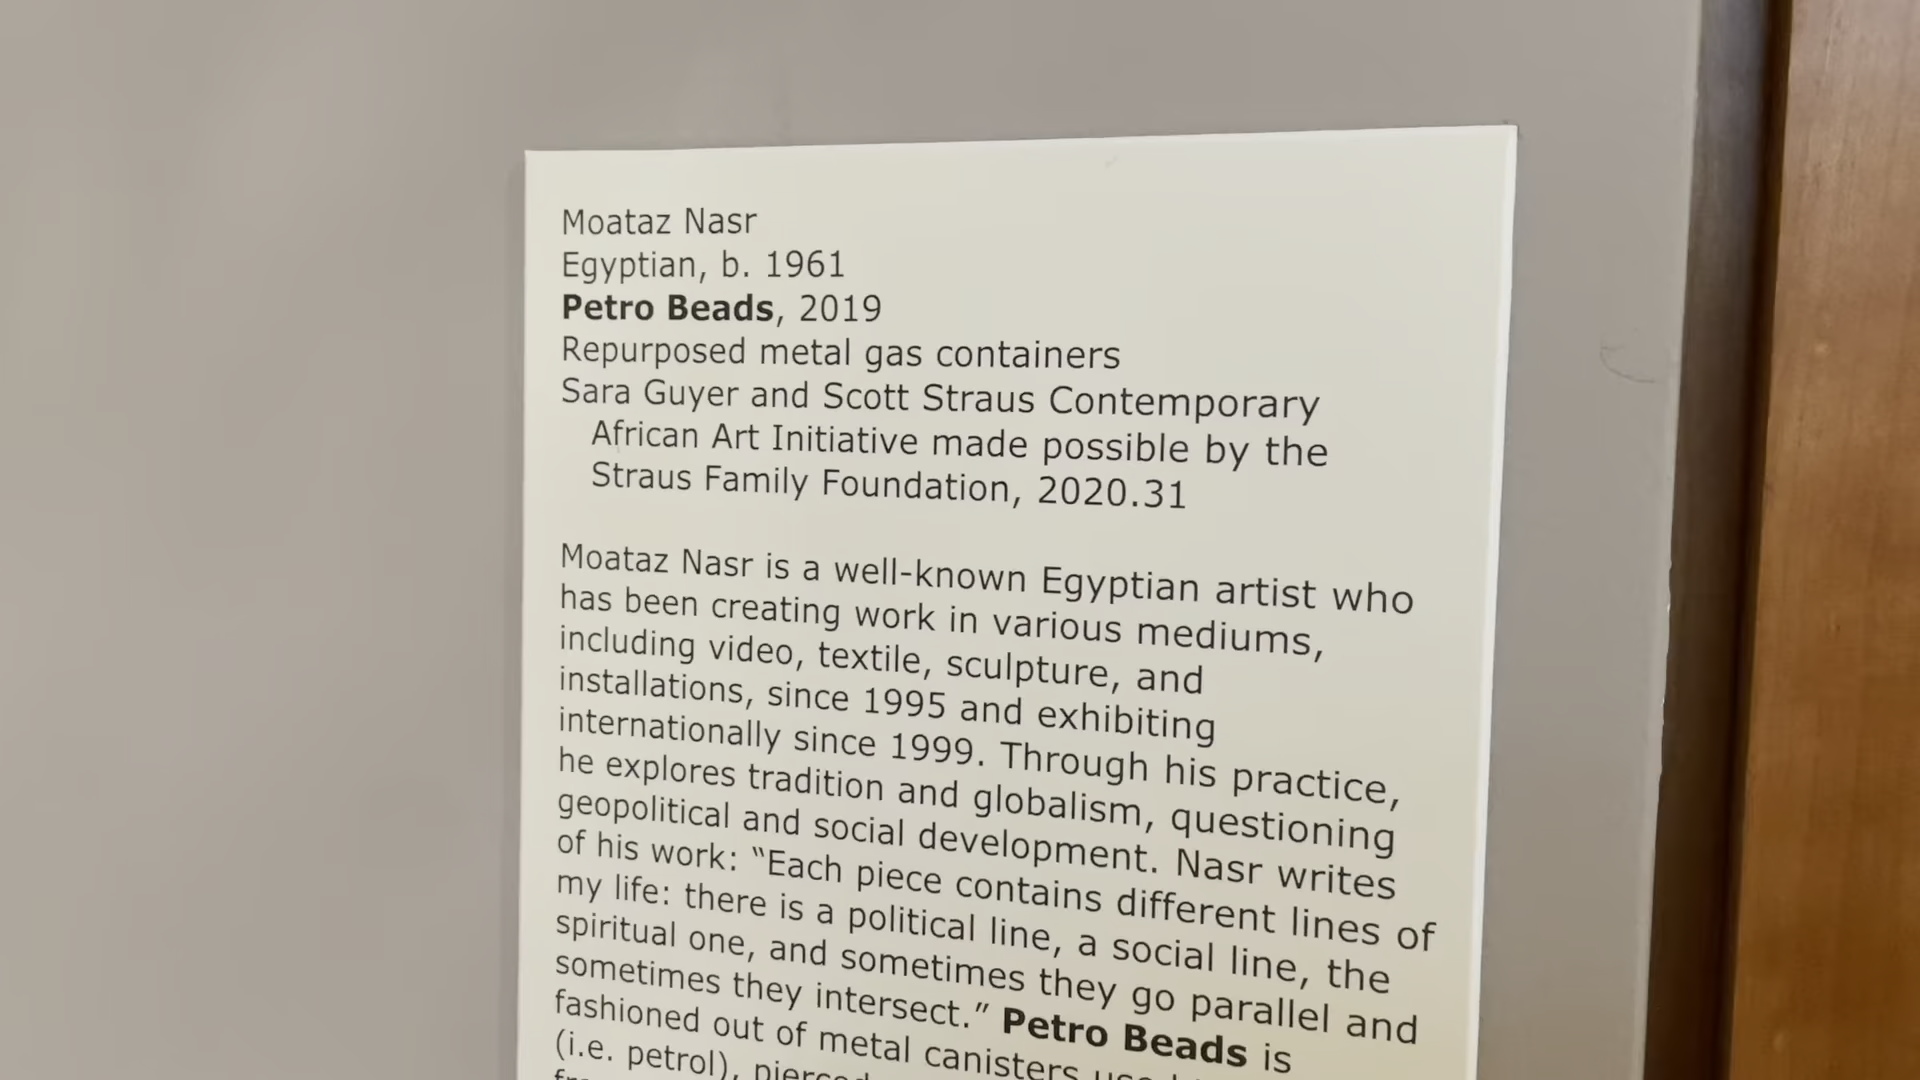 Moataz Nasr
Egyptian, b. 1961
Petro Beads, 2019
Repurposed metal gas containers
Sara Guyer and Scott Straus Contemporary
African Art Initiative made possible by the
Straus Family Foundation, 2020.31
Moataz Nasr is a well-known Egyptian artist who
has been creating work in various mediums,
including video, textile, sculpture, and
installations, since 1995 and exhibiting
internationally since 1999. Through his practice,
he explores tradition and globalism, questioning
geopolitical and social development. Nasr writes
of his work: “Each piece contains different lines of
my life: there is a political line, a social line, the
spiritual one, and sometimes they go parallel and
sometimes they intersect.” Petro Beads is
fashioned out of metal canisters
(i.e. petrol), pierced